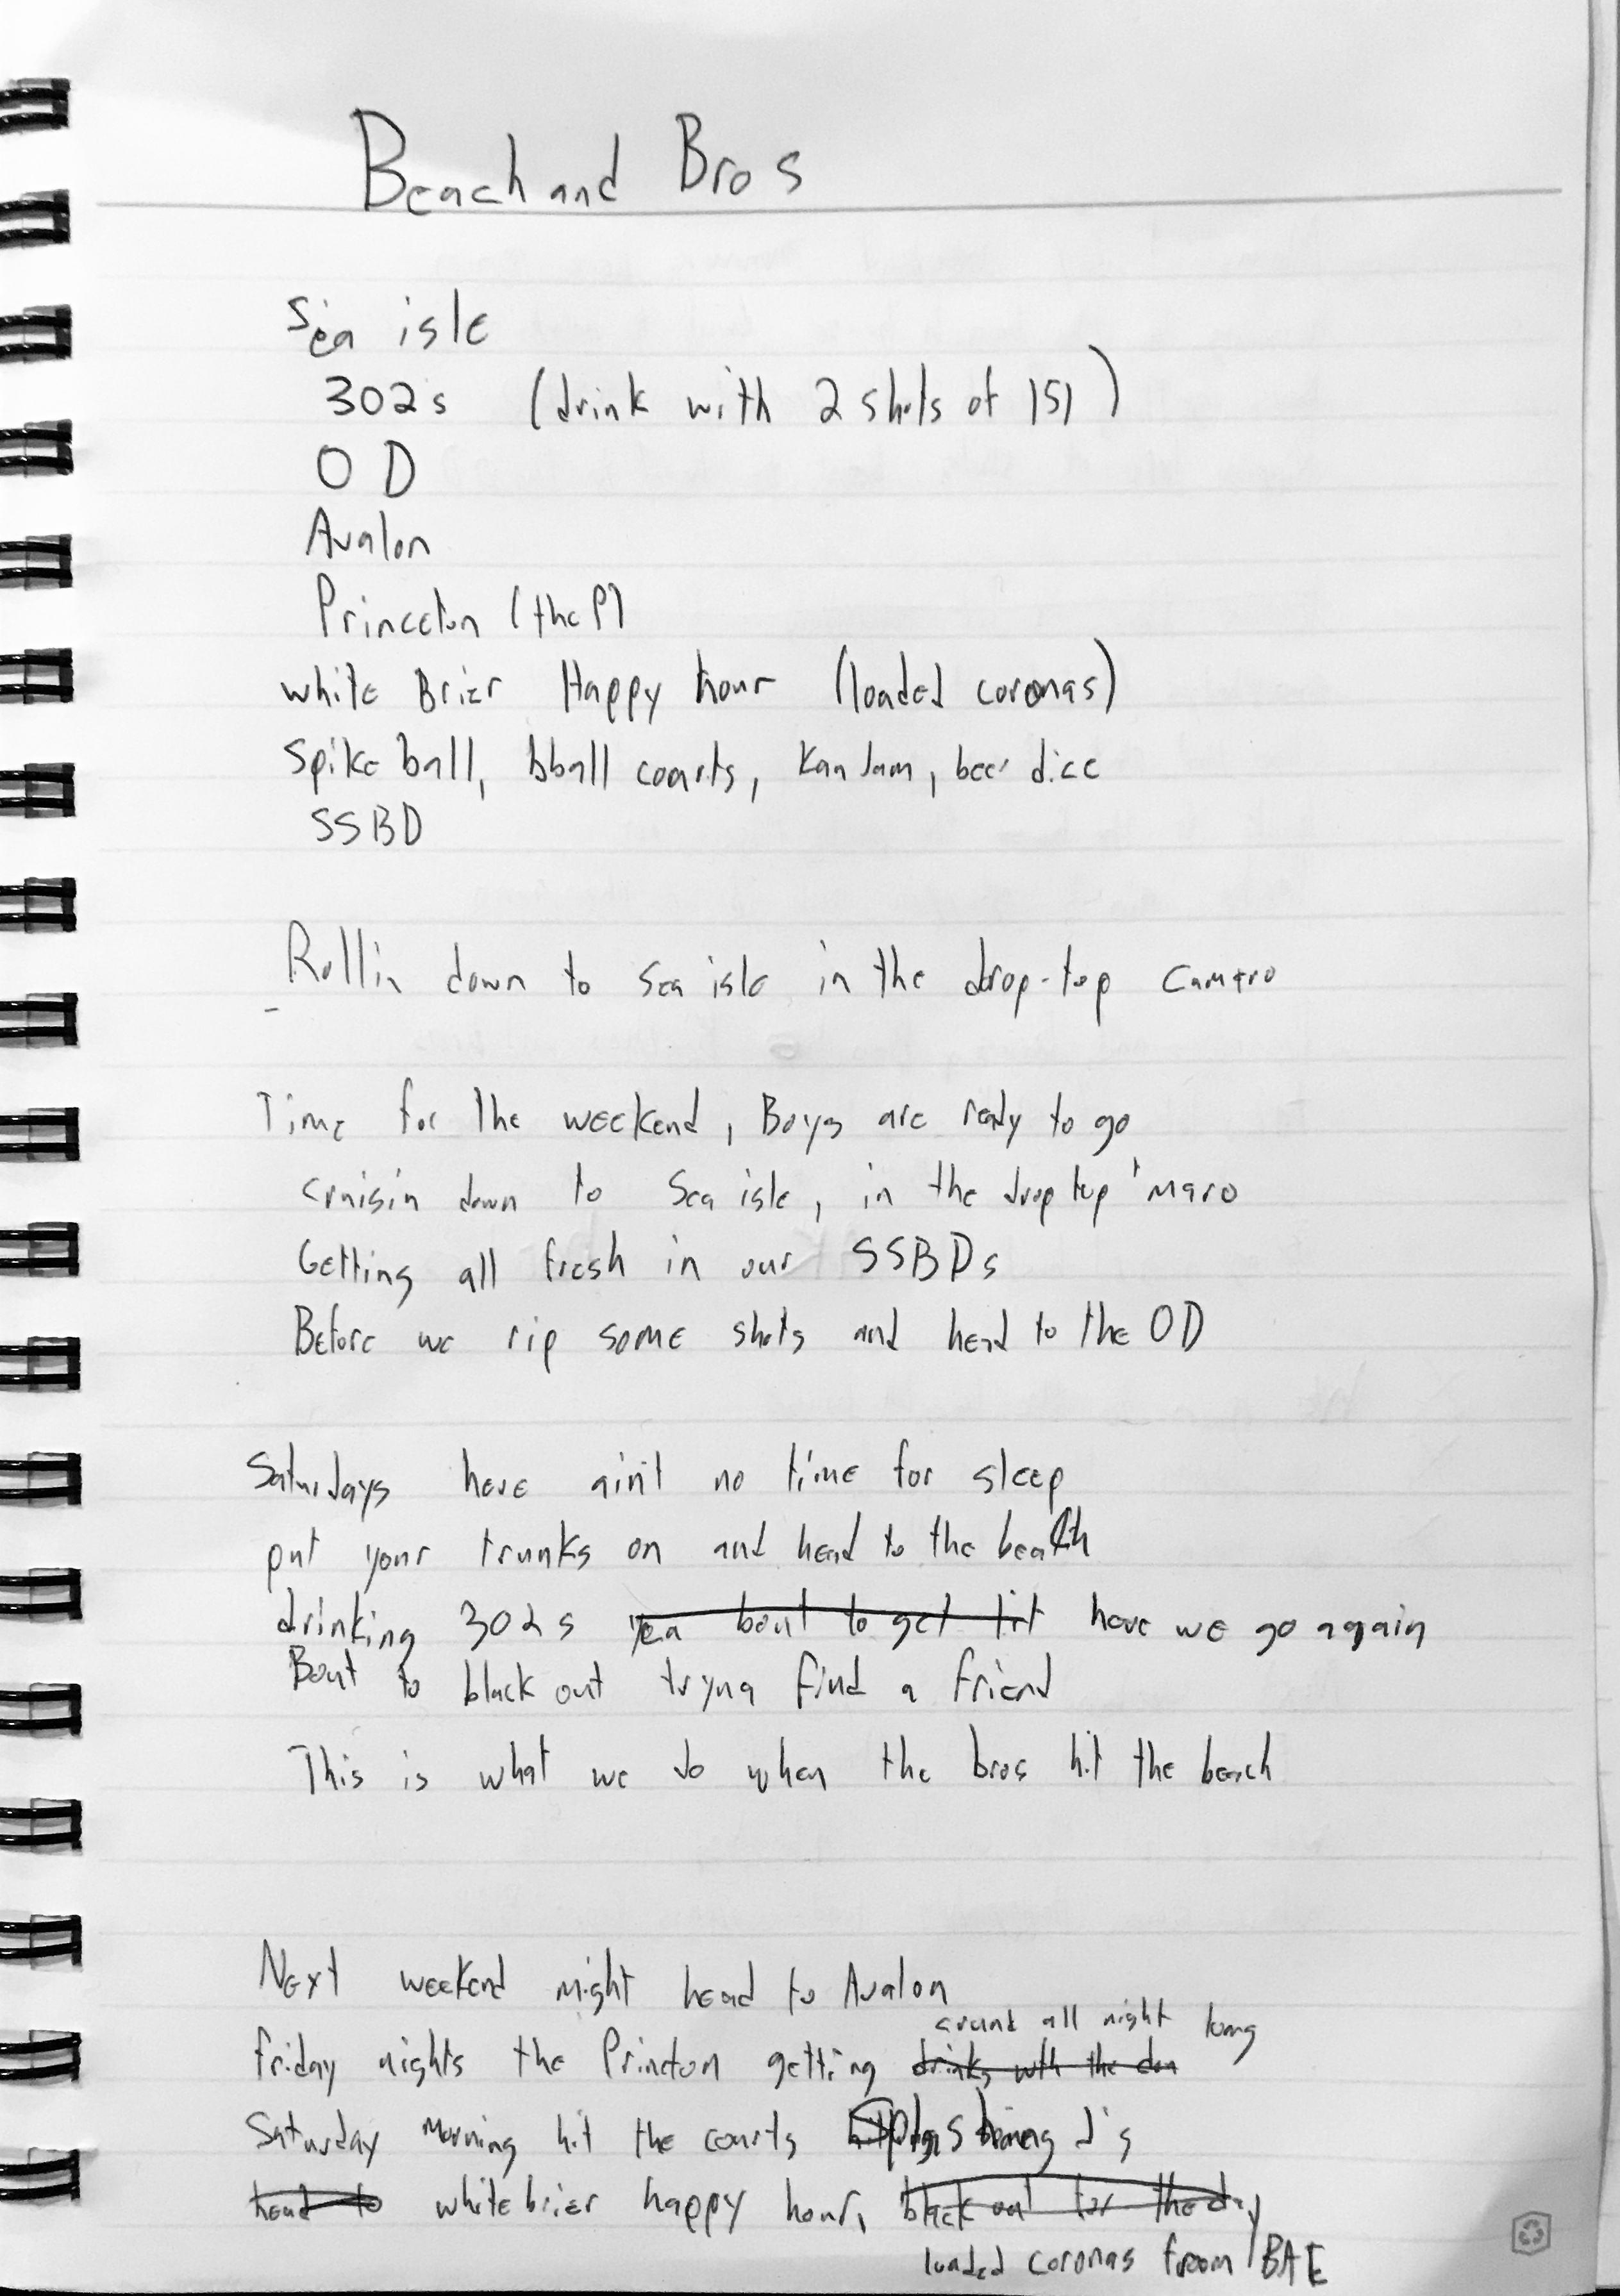 Beach and Bros
Sea isle
302s (drink with 2 shots of 151)
OD
Avalon
Princeton (the P)
white Brier Happy hour (loaded coronas)
Spike ball, bball courts, Kan Jam, beer dice
SSBD
Rollin down to Sea isle in the drop-top camaro
Time for the weekend, Boys are ready to go
cruisin down to Sea isle, in the drop top 'maro
Getting all fresh in our SSBDs
Before we rip some shots and head to the OD
Saturdays here ain't no time for sleep
put your trunks on and head to the beach
drinking 302s yea bout to get lit here we go again
Bout to black out tryna find a friend
This is what we do when the bros hit the beach
Next weekend might head to Avalon
around all night long
friday nights the Princton getting drinks with the don
Saturday morning hit the courts Splashing J's
head to white brier happy hour, black out for the day
loaded coronas from BAE